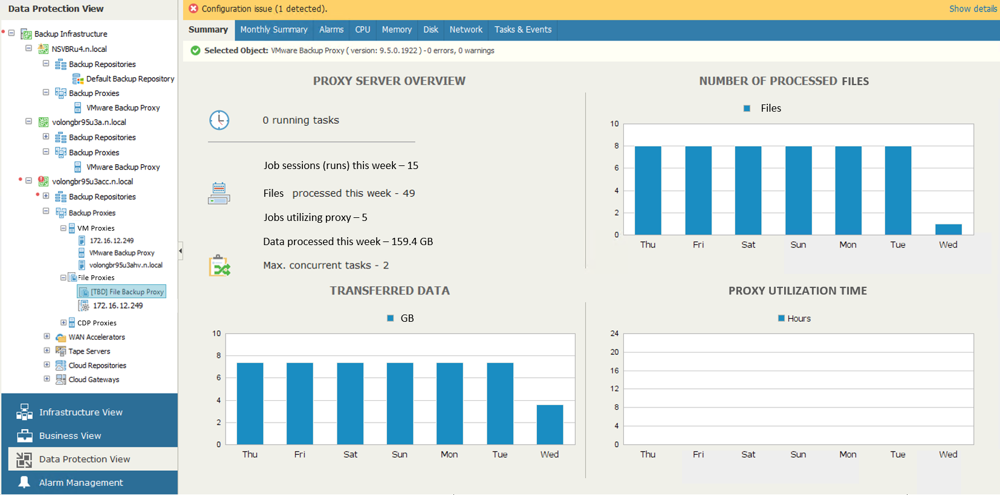 Data Protection View
Backup Infrastructure
NSVBRu4.n.local
Backup Repositories
Default Backup Repository
Backup Proxies
VMware Backup Proxy
volongbr95u3a.n.local
Backup Repositories
Backup Proxies
VMware Backup Proxy
volongbr95u3acc.n.local
Backup Repositories
Backup Proxies
VM Proxies
172.16.12.249
VMware Backup Proxy
volongbr95u3ahv.n.local
File Proxies
[TBD] File Backup Proxy
172.16.12.249
CDP Proxies
WAN Accelerators
Tape Servers
Cloud Repositories
Cloud Gateways
Infrastructure View
Business View
Data Protection View
Alarm Management
Configuration issue (1 detected).
Show details
Summary Monthly Summary Alarms CPU Memory Disk Network Tasks & Events
Selected Object: VMware Backup Proxy ( version: 9.5.0.1922 ) -0 errors, 0 warnings
PROXY SERVER OVERVIEW
0 running tasks
Job sessions (runs) this week – 15
Files processed this week - 49
Jobs utilizing proxy – 5
Data processed this week – 159.4 GB
Max. concurrent tasks - 2
NUMBER OF PROCESSED FILES
Files
10
8
6
4
2
0
Thu Fri Sat Sun Mon Tue Wed
TRANSFERRED DATA
GB
10
8
6
4
2
0
Thu Fri Sat Sun Mon Tue Wed
PROXY UTILIZATION TIME
Hours
24
20
16
12
8
4
0
Thu Fri Sat Sun Mon Tue Wed